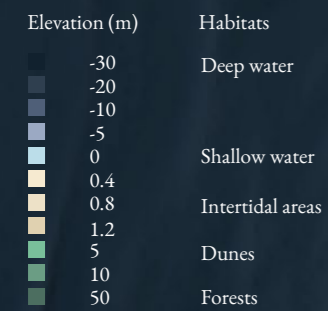 Elevation (m) Habitats
-30 Deep water
-20
-10
-5
0 Shallow water
0.4
0.8 Intertidal areas
1.2
5 Dunes
10
50 Forests